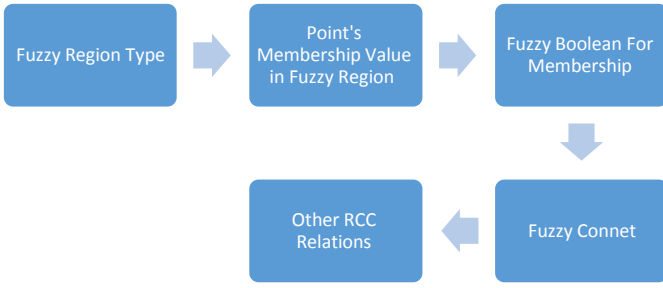 Fuzzy Region Type
Point's
Membership Value
in Fuzzy Region
Fuzzy Boolean For
Membership
Other RCC
Relations
Fuzzy Connet